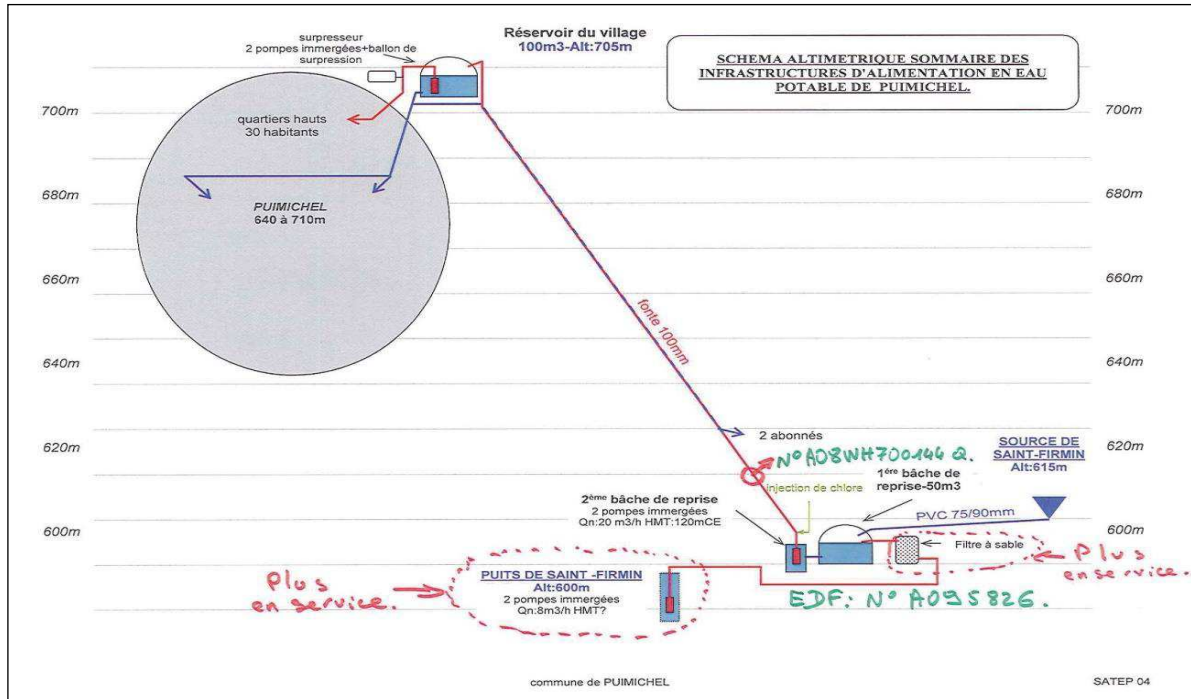 surpresseur
2 pompes immergées+ballon de
surpression
Réservoir du village
100m3-Alt:705m
SCHEMA ALTIMETRIQUE SOMMAIRE DES
INFRASTRUCTURES D'ALIMENTATION EN EAU
POTABLE DE PUIMICHEL.
700m
700m
quartiers hauts
30 habitants
680m
680m
PUIMICHEL
640 à 710m
660m
660m
fonte 100mm
640m
640m
620m
620m
2 abonnés
SOURCE DE
SAINT-FIRMIN
Alt:615m
N° A08WH700144 Q.
injection de chlore
1ère bâche de
reprise-50m3
2ème bâche de reprise
2 pompes immergées
Qn:20 m3/h HMT:120mCE
PVC 75/90mm
600m
600m
Filtre à sable
Plus
en service.
Plus
en service.
PUITS DE SAINT -FIRMIN
Alt:600m
2 pompes immergées
Qn:8m3/h HMT?
EDF: N° A095826.
commune de PUIMICHEL
SATEP 04